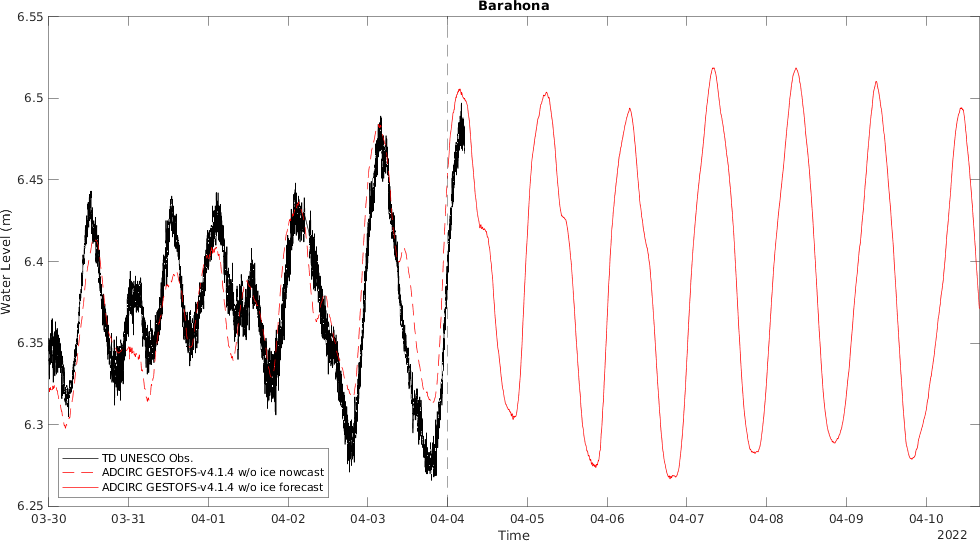 Barahona
6.55
6.5
6.45
6.4
6.35
6.3
6.25
Water Level (m)
TD UNESCO Obs.
ADCIRC GESTOFS-v4.1.4 w/o ice nowcast
ADCIRC GESTOFS-v4.1.4 w/o ice forecast
03-30 03-31 04-01 04-02 04-03 04-04 04-05 04-06 04-07 04-08 04-09 04-10
Time
2022